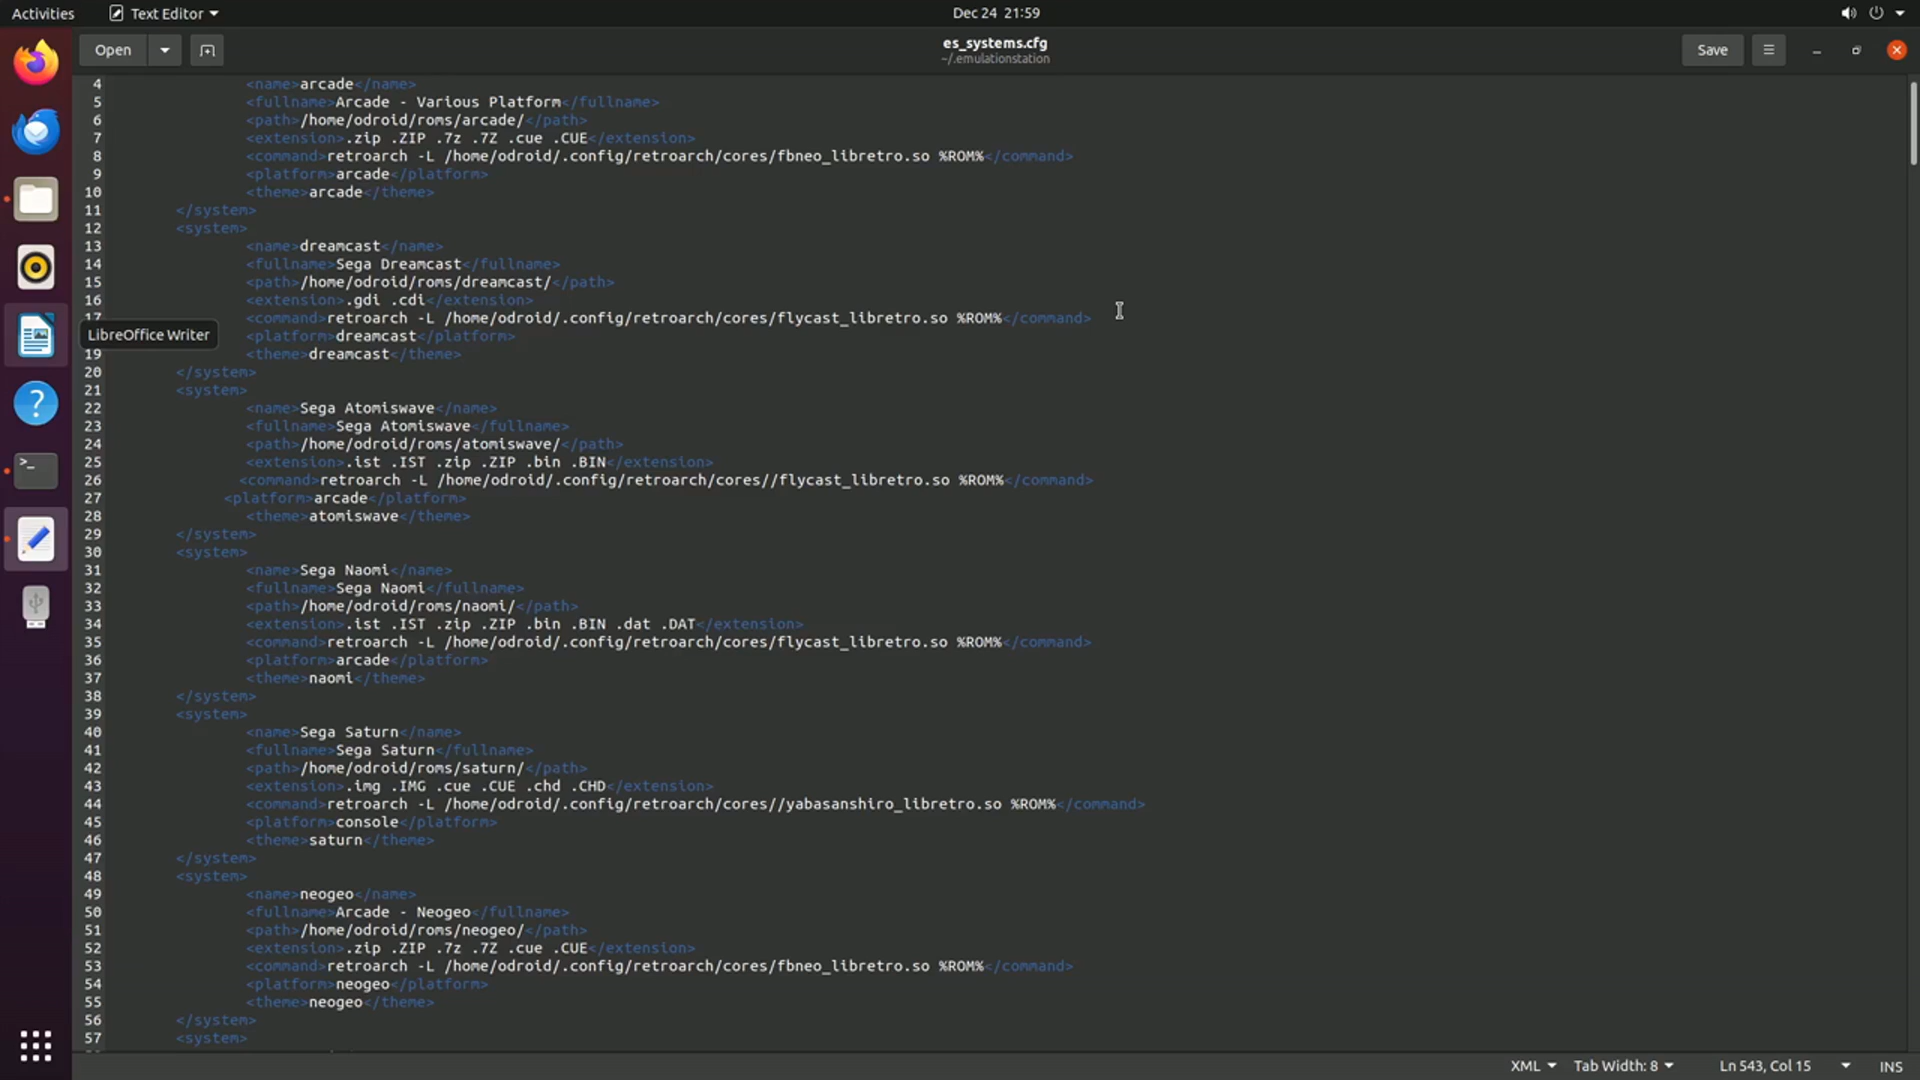 Activities Text Editor Dec 24 21:59
Open es_systems.cfg Save
~/.emulationstation
4 <name>arcade</name>
5 <fullname>Arcade - Various Platform</fullname>
6 <path>/home/odroid/roms/arcade/</path>
7 <extension>.zip .ZIP .7z .7Z .cue .CUE</extension>
8 <command>retroarch -L /home/odroid/.config/retroarch/cores/fbneo_libretro.so %ROM%</command>
9 <platform>arcade</platform>
10 <theme>arcade</theme>
11 </system>
12 <system>
13 <name>dreamcast</name>
14 <fullname>Sega Dreamcast</fullname>
15 <path>/home/odroid/roms/dreamcast/</path>
16 <extension>.gdi .cdi</extension>
17 <command>retroarch -L /home/odroid/.config/retroarch/cores/flycast_libretro.so %ROM%</command>
LibreOffice Writer <platform>dreamcast</platform>
19 <theme>dreamcast</theme>
20 </system>
21 <system>
22 <name>Sega Atomiswave</name>
23 <fullname>Sega Atomiswave</fullname>
24 <path>/home/odroid/roms/atomiswave/</path>
25 <extension>.ist .IST .zip .ZIP .bin .BIN</extension>
26 <command>retroarch -L /home/odroid/.config/retroarch/cores//flycast_libretro.so %ROM%</command>
27 <platform>arcade</platform>
28 <theme>atomiswave</theme>
29 </system>
30 <system>
31 <name>Sega Naomi</name>
32 <fullname>Sega Naomi</fullname>
33 <path>/home/odroid/roms/naomi/</path>
34 <extension>.ist .IST .zip .ZIP .bin .BIN .dat .DAT</extension>
35 <command>retroarch -L /home/odroid/.config/retroarch/cores/flycast_libretro.so %ROM%</command>
36 <platform>arcade</platform>
37 <theme>naomi</theme>
38 </system>
39 <system>
40 <name>Sega Saturn</name>
41 <fullname>Sega Saturn</fullname>
42 <path>/home/odroid/roms/saturn/</path>
43 <extension>.img .IMG .cue .CUE .chd .CHD</extension>
44 <command>retroarch -L /home/odroid/.config/retroarch/cores//yabasanshiro_libretro.so %ROM%</command>
45 <platform>console</platform>
46 <theme>saturn</theme>
47 </system>
48 <system>
49 <name>neogeo</name>
50 <fullname>Arcade - Neogeo</fullname>
51 <path>/home/odroid/roms/neogeo/</path>
52 <extension>.zip .ZIP .7z .7Z .cue .CUE</extension>
53 <command>retroarch -L /home/odroid/.config/retroarch/cores/fbneo_libretro.so %ROM%</command>
54 <platform>neogeo</platform>
55 <theme>neogeo</theme>
56 </system>
57 <system>
XML Tab Width: 8 Ln 543, Col 15 INS